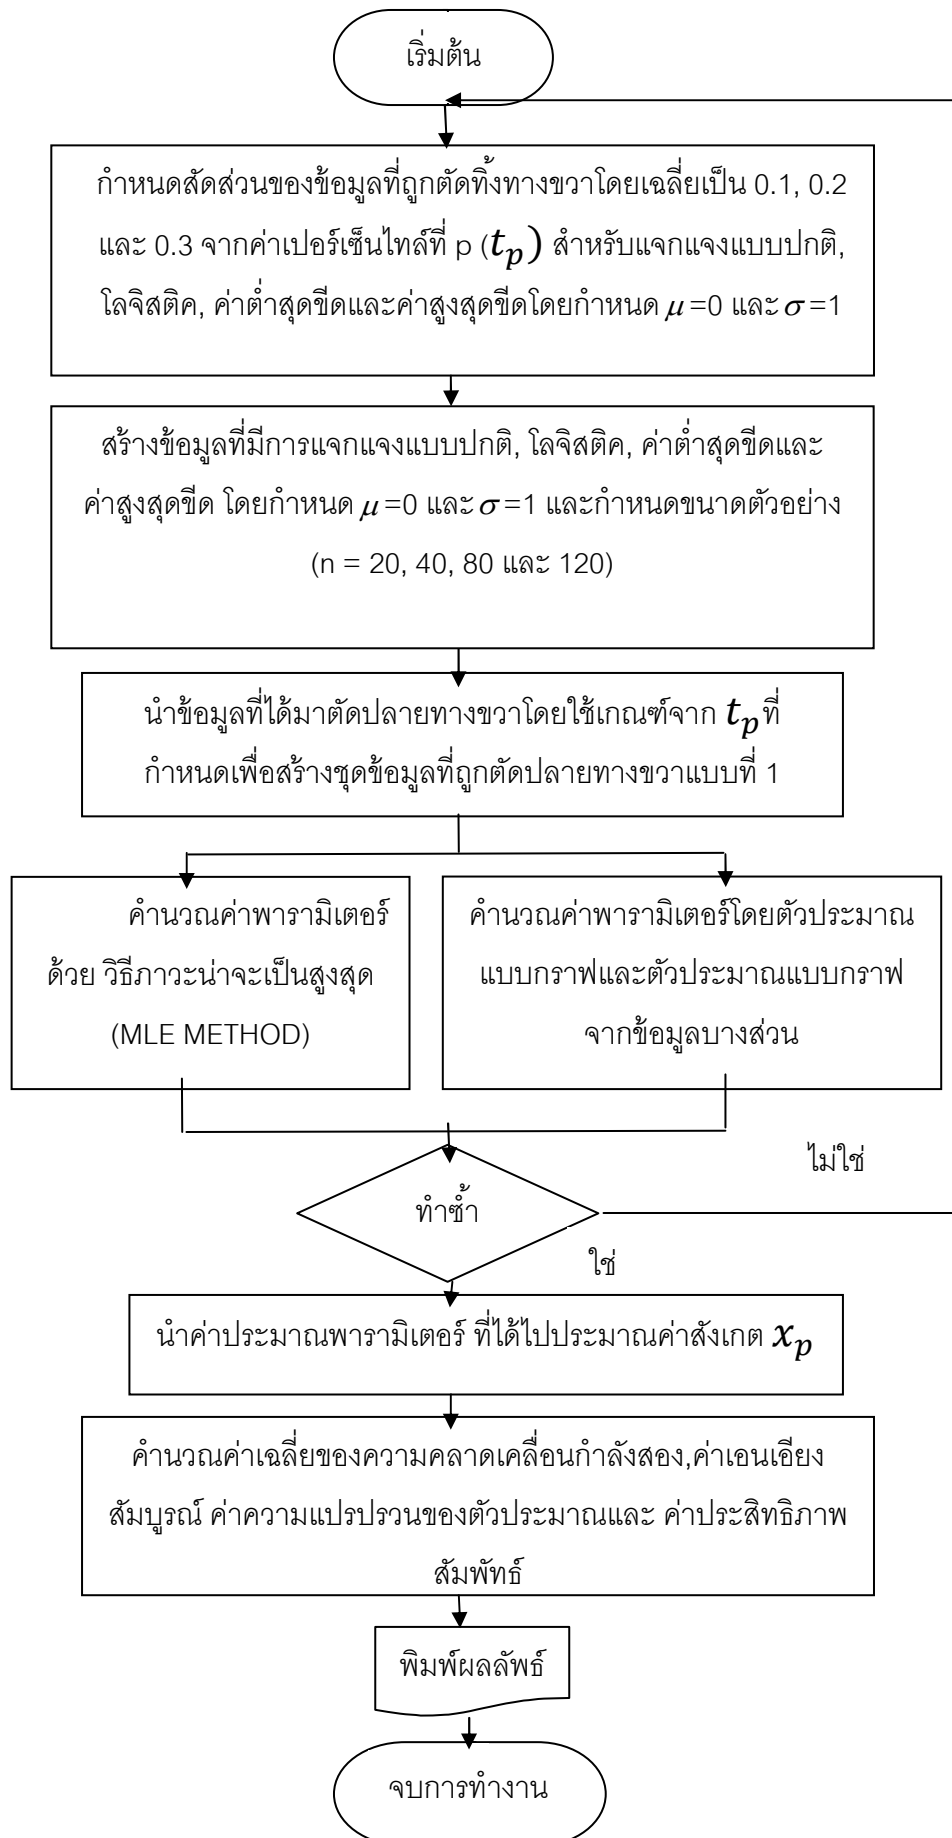 เริ่มต้น
กำหนดสัดส่วนของข้อมูลที่ถูกตัดทิ้งทางขวาโดยเฉลี่ยเป็น 0.1, 0.2
และ 0.3 จากค่าเปอร์เซ็นไทล์ที่ p (t_p) สำหรับแจกแจงแบบปกติ,
โลจิสติค, ค่าต่ำสุดขีดและค่าสูงสุดขีดโดยกำหนด μ=0 และ σ=1
สร้างข้อมูลที่มีการแจกแจงแบบปกติ, โลจิสติค, ค่าต่ำสุดขีดและ
ค่าสูงสุดขีด โดยกำหนด μ=0 และ σ=1 และกำหนดขนาดตัวอย่าง
(n = 20, 40, 80 และ 120)
นำข้อมูลที่ได้มาตัดปลายทางขวาโดยใช้เกณฑ์จาก t_p ที่
กำหนดเพื่อสร้างชุดข้อมูลที่ถูกตัดปลายทางขวาแบบที่ 1
คำนวณค่าพารามิเตอร์
ด้วย วิธีภาวะน่าจะเป็นสูงสุด
(MLE METHOD)
คำนวณค่าพารามิเตอร์โดยตัวประมาณ
แบบกราฟและตัวประมาณแบบกราฟ
จากข้อมูลบางส่วน
ไม่ใช่
ทำซ้ำ
ใช่
นำค่าประมาณพารามิเตอร์ ที่ได้ไปประมาณค่าสังเกต x_p
คำนวณค่าเฉลี่ยของความคลาดเคลื่อนกำลังสอง,ค่าเอนเอียง
สัมบูรณ์ ค่าความแปรปรวนของตัวประมาณและ ค่าประสิทธิภาพ
สัมพัทธ์
พิมพ์ผลลัพธ์
จบการทำงาน